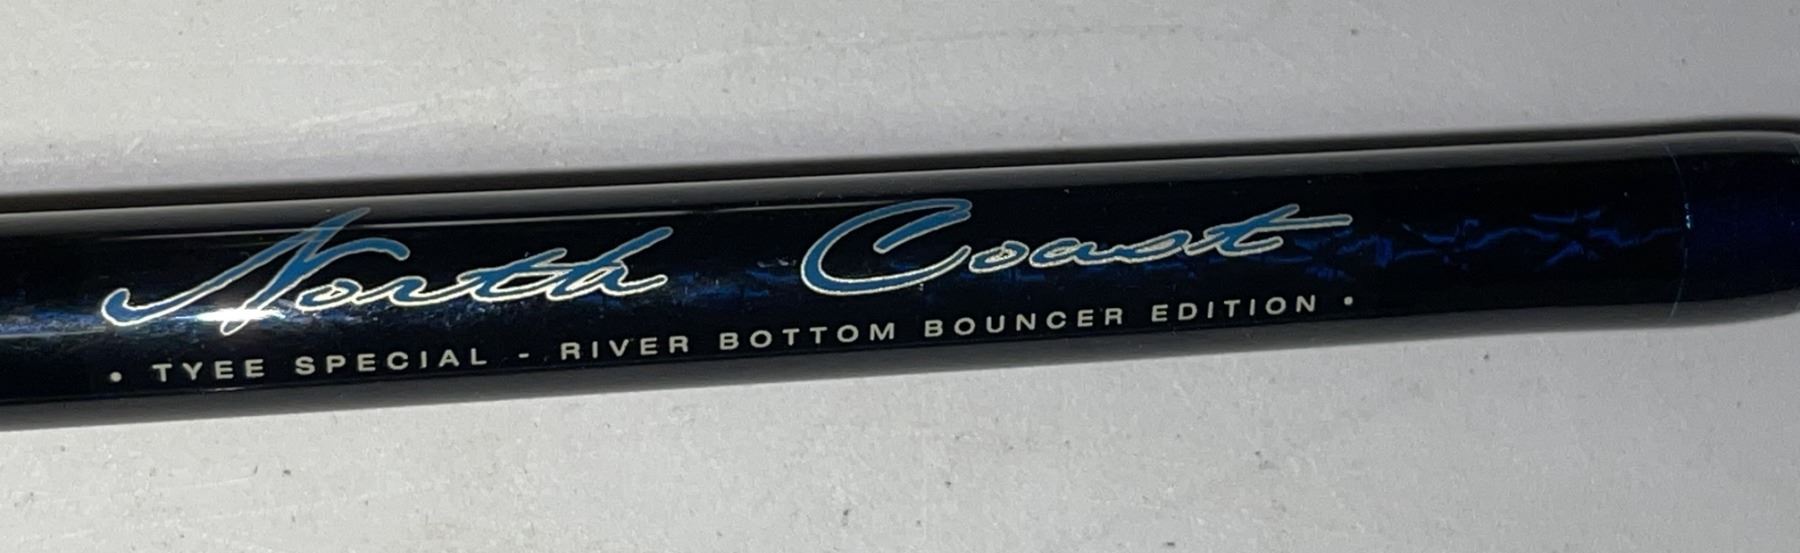 North Coast
• TYEE SPECIAL - RIVER BOTTOM BOUNCER EDITION •